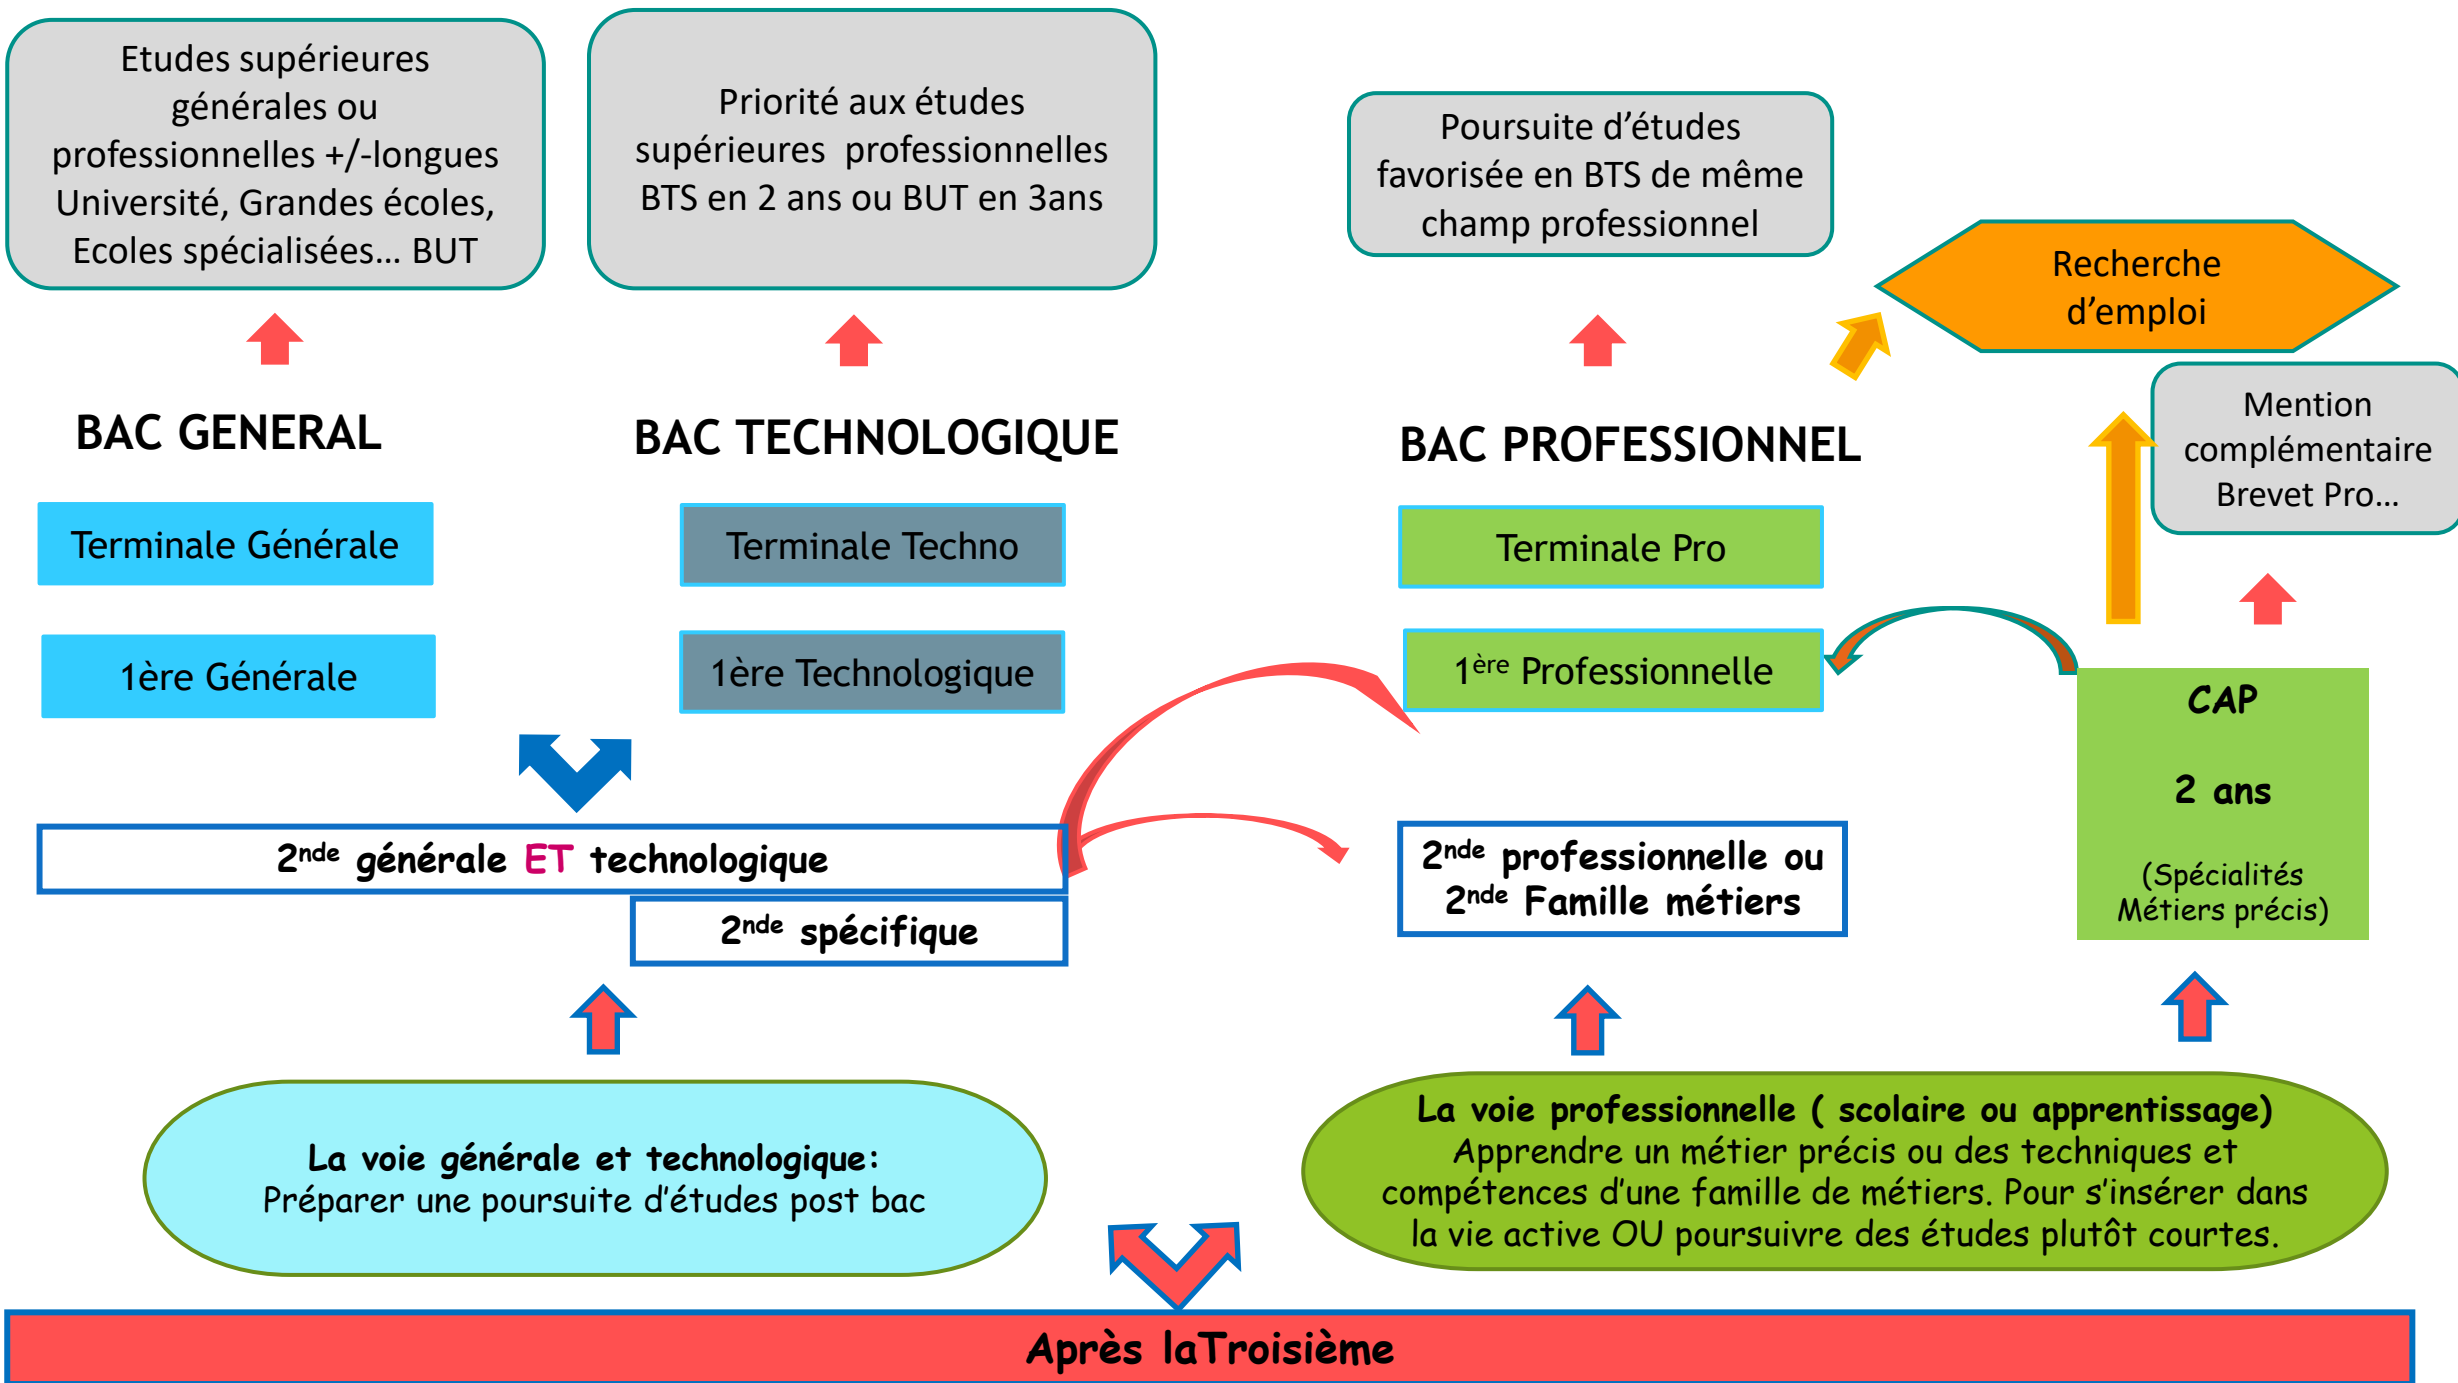 Etudes supérieures
générales ou
professionnelles +/-longues
Université, Grandes écoles,
Ecoles spécialisées… BUT
Priorité aux études
supérieures  professionnelles
BTS en 2 ans ou BUT en 3ans
Poursuite d’études
favorisée en BTS de même
champ professionnel
Recherche
d’emploi
Mention
complémentaire
Brevet Pro…
BAC GENERAL
BAC TECHNOLOGIQUE
BAC PROFESSIONNEL
Terminale Générale
Terminale Techno
Terminale Pro
1ère Générale
1ère Technologique
1ère Professionnelle
CAP
2 ans
(Spécialités
Métiers précis)
2nde générale ET technologique
2nde spécifique
2nde professionnelle ou
2nde Famille métiers
La voie générale et technologique:
Préparer une poursuite d’études post bac
La voie professionnelle ( scolaire ou apprentissage)
Apprendre un métier précis ou des techniques et
compétences d’une famille de métiers. Pour s’insérer dans
la vie active OU poursuivre des études plutôt courtes.
Après laTroisième